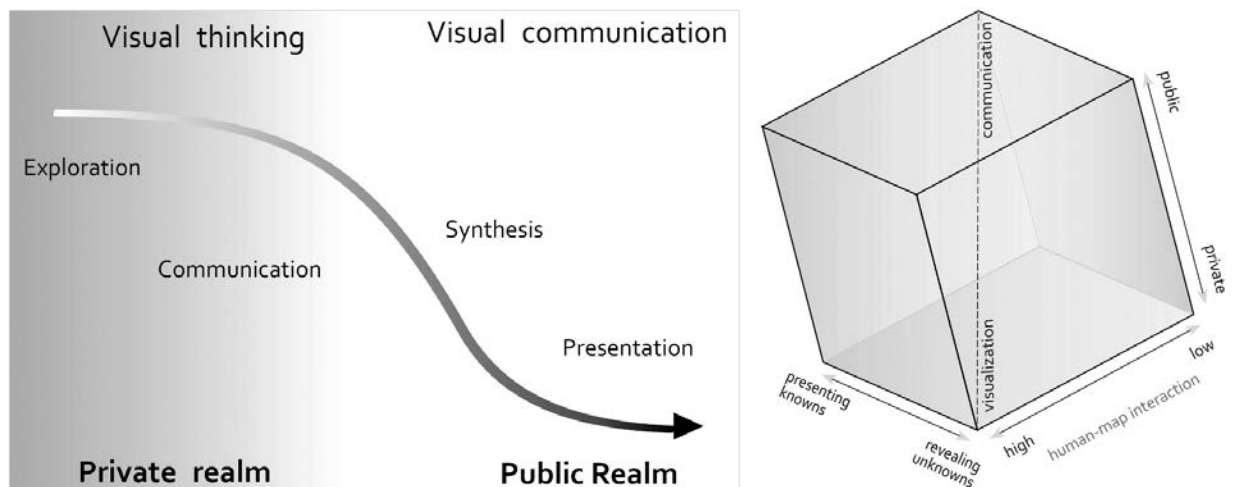 Visual thinking
Visual communication
Exploration
Communication
Synthesis
Presentation
Private realm
Public Realm
communication
visualization
public
private
presenting
knowns
revealing
unknowns
high
human-map interaction
low